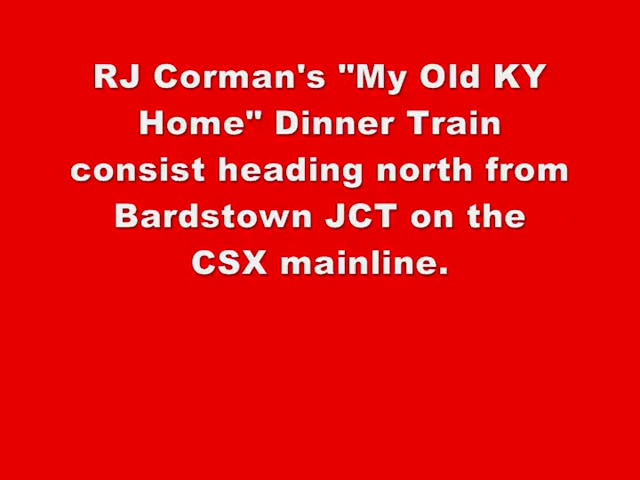 RJ Corman's "My Old KY
Home" Dinner Train
consist heading north from
Bardstown JCT on the
CSX mainline.